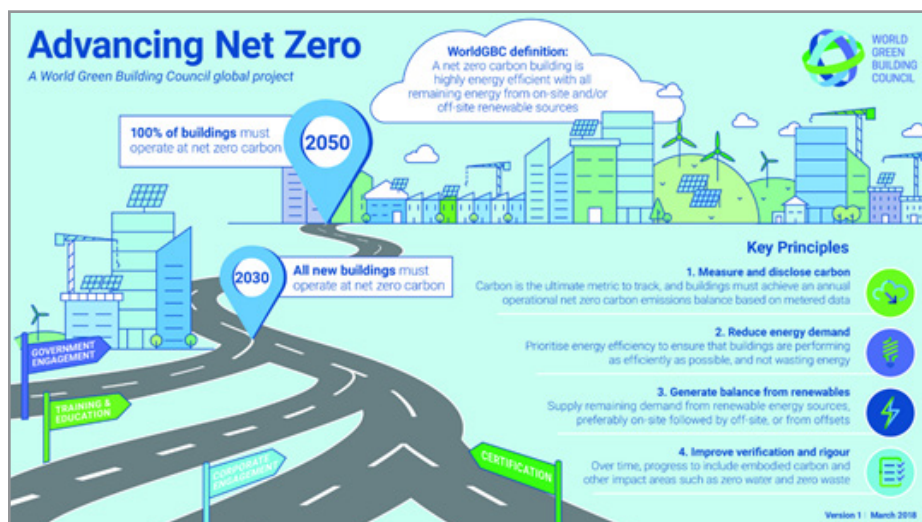 Advancing Net Zero
A World Green Building Council global project
WorldGBC definition:
A net zero carbon building is
highly energy efficient with all
remaining energy from on-site and/or
off-site renewable sources
WORLD
GREEN
BUILDING
COUNCIL
100% of buildings must
operate at net zero carbon
2050
2030
All new buildings must
operate at net zero carbon
GOVERNMENT
ENGAGEMENT
TRAINING &
EDUCATION
CORPORATE
ENGAGEMENT
CERTIFICATION
Key Principles
1. Measure and disclose carbon
Carbon is the ultimate metric to track, and buildings must achieve an annual
operational net zero carbon emissions balance based on metered data
2. Reduce energy demand
Prioritise energy efficiency to ensure that buildings are performing
as efficiently as possible, and not wasting energy
3. Generate balance from renewables
Supply remaining demand from renewable energy sources,
preferably on-site followed by off-site, or from offsets
4. Improve verification and rigour
Over time, progress to include embodied carbon and
other impact areas such as zero water and zero waste
Version 1 | March 2018